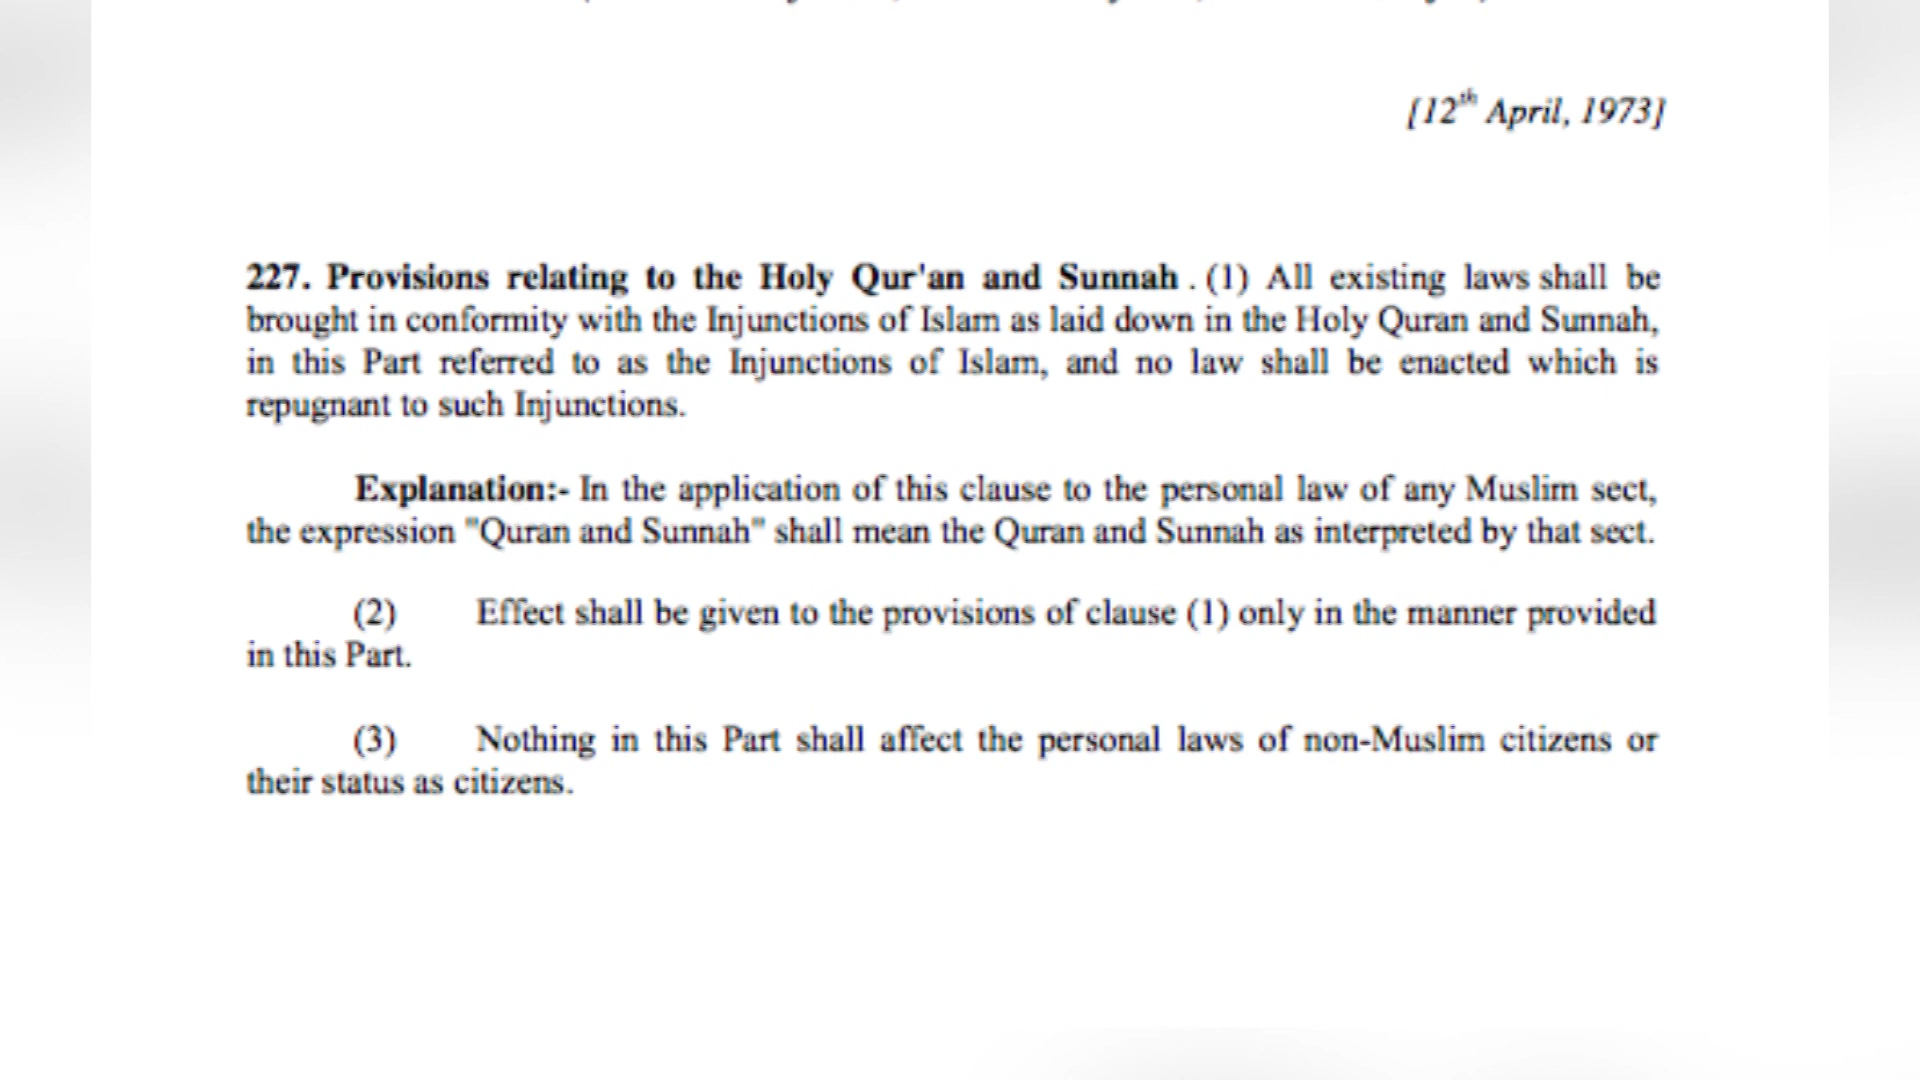 [12th April, 1973]
227. Provisions relating to the Holy Qur'an and Sunnah . (1) All existing laws shall be
brought in conformity with the Injunctions of Islam as laid down in the Holy Quran and Sunnah,
in this Part referred to as the Injunctions of Islam, and no law shall be enacted which is
repugnant to such Injunctions.
Explanation:- In the application of this clause to the personal law of any Muslim sect,
the expression "Quran and Sunnah" shall mean the Quran and Sunnah as interpreted by that sect.
(2) Effect shall be given to the provisions of clause (1) only in the manner provided
in this Part.
(3) Nothing in this Part shall affect the personal laws of non-Muslim citizens or
their status as citizens.